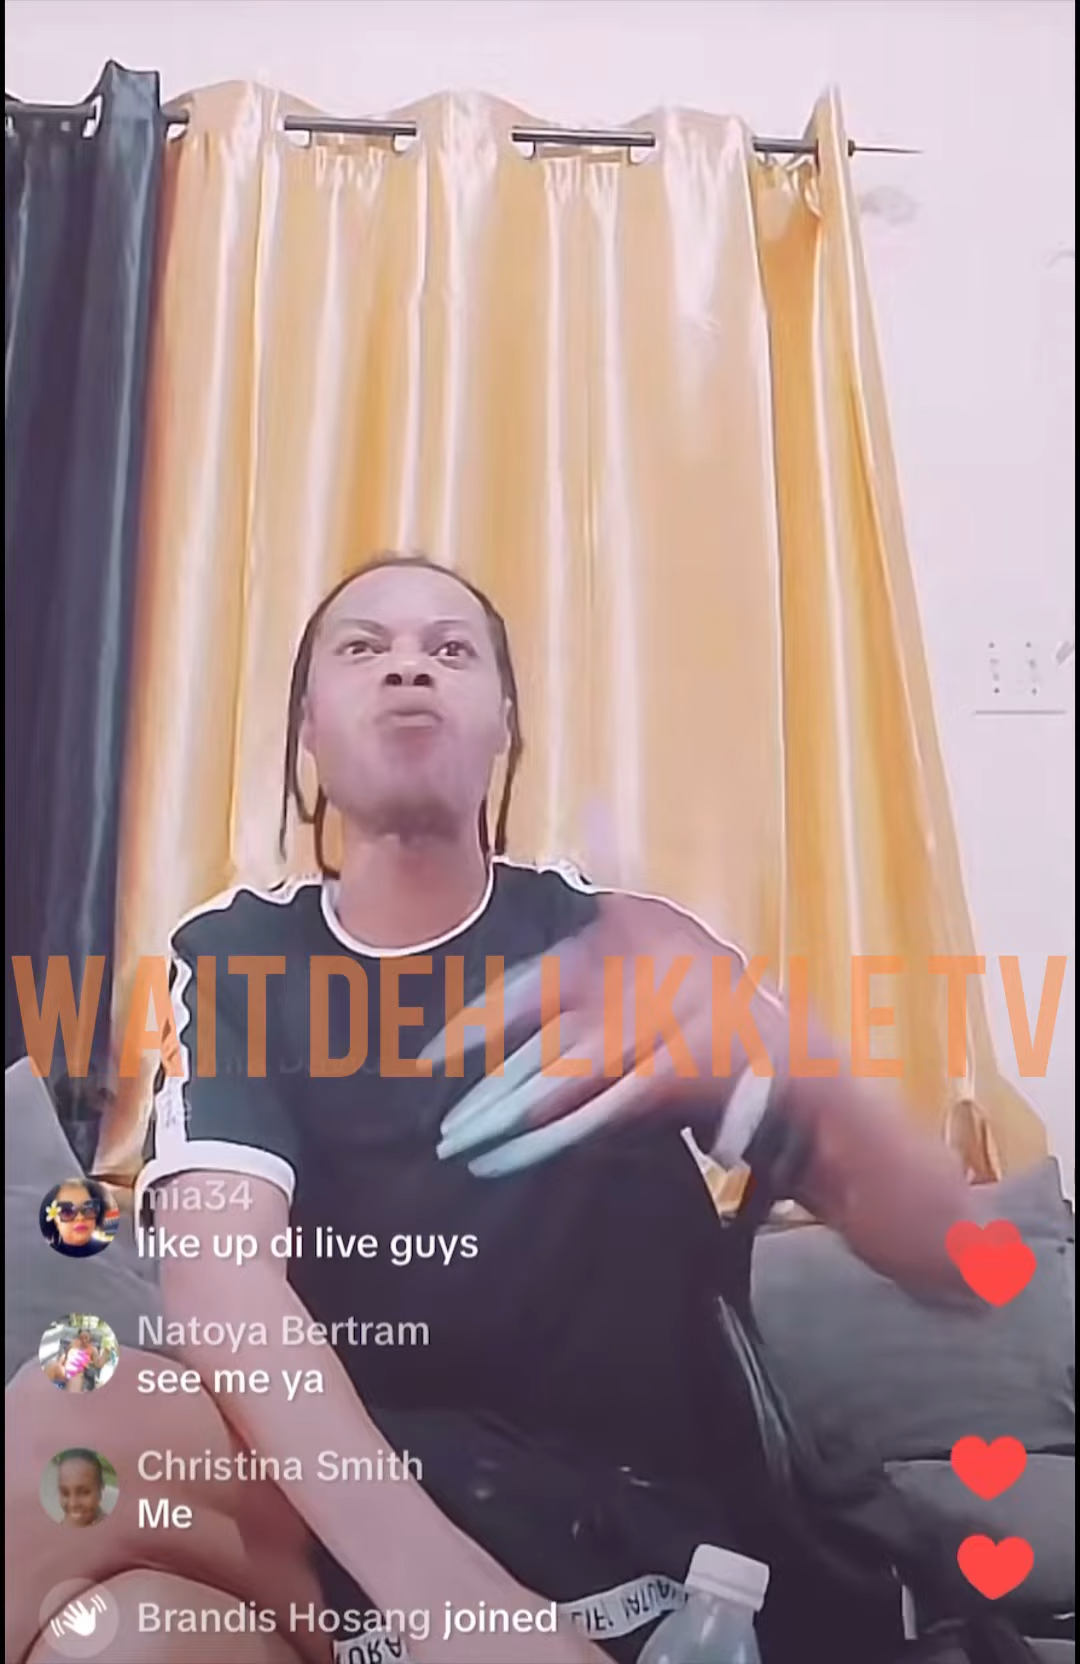 WAIT DEH LIKKLE TV
mia34
like up di live guys
Natoya Bertram
see me ya
Christina Smith
Me
Brandis Hosang joined